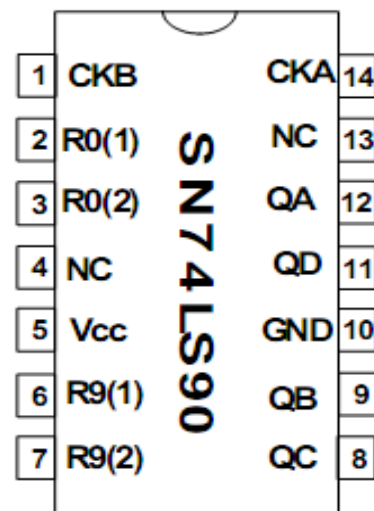 1 CKB CKA 14
2 R0(1) NC 13
3 R0(2) QA 12
4 NC QD 11
5 Vcc GND 10
6 R9(1) QB 9
7 R9(2) QC 8
SN74LS90